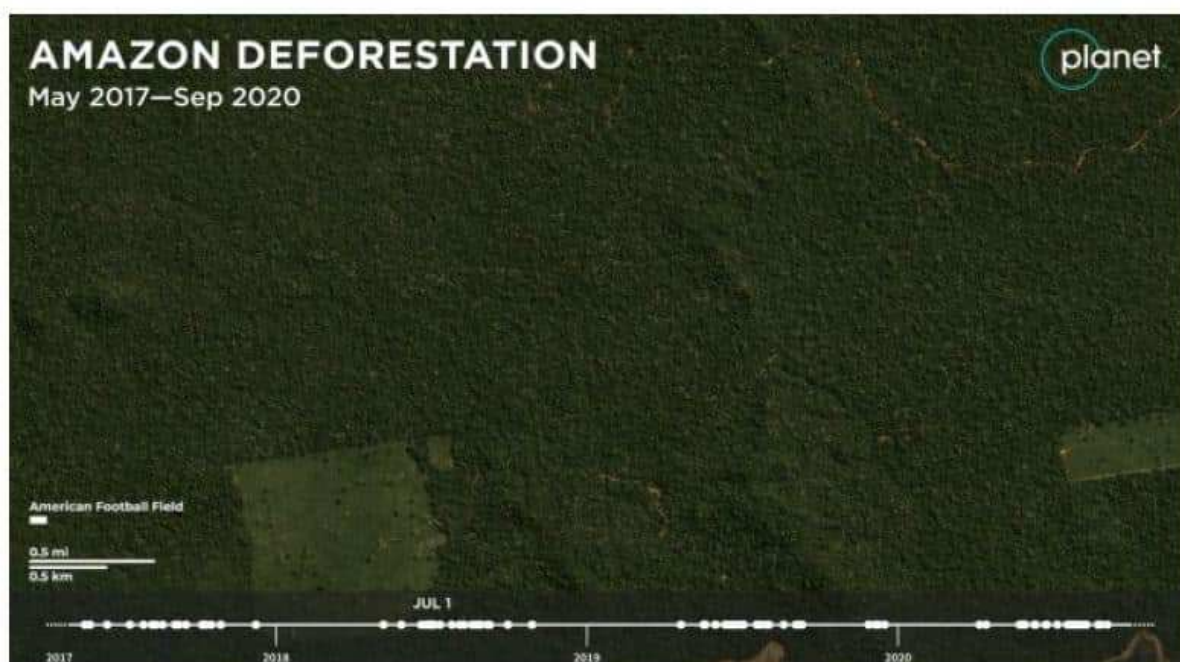 AMAZON DEFORESTATION
May 2017—Sep 2020
planet
American Football Field
0.5 mi
0.5 km
JUL 1
2017 2018 2019 2020